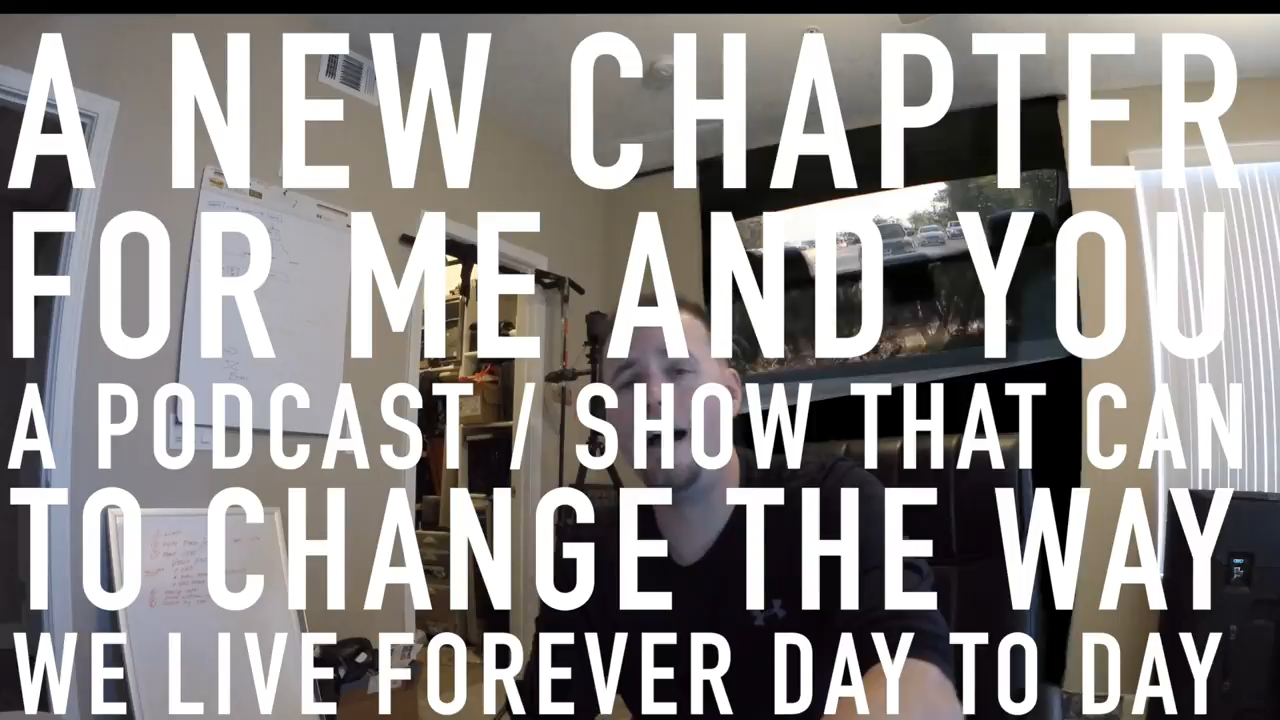 A NEW CHAPTER
FOR ME AND YOU
A PODCAST / SHOW THAT CAN
TO CHANGE THE WAY
WE LIVE FOREVER DAY TO DAY